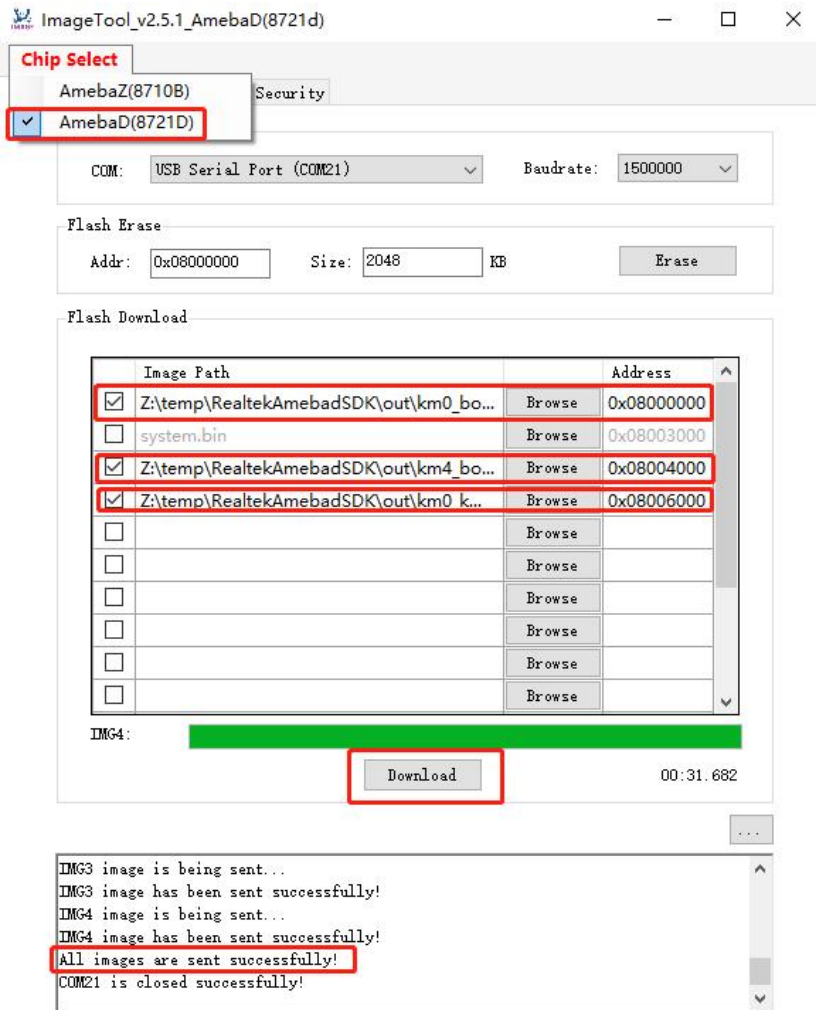 ImageTool_v2.5.1_AmebaD(8721d)
Chip Select
AmebaZ(8710B)
Security
AmebaD(8721D)
COM: USB Serial Port (COM21) Baudrate: 1500000
Flash Erase
Addr: 0x08000000 Size: 2048 KB Erase
Flash Download
Image Path Address
Z:\temp\RealtekAmebadSDK\out\km0_bo... Browse 0x08000000
system.bin Browse 0x08003000
Z:\temp\RealtekAmebadSDK\out\km4_bo... Browse 0x08004000
Z:\temp\RealtekAmebadSDK\out\km0_k... Browse 0x08006000
Browse
Browse
Browse
Browse
Browse
Browse
IMG4:
Download 00:31.682
...
IMG3 image is being sent...
IMG3 image has been sent successfully!
IMG4 image is being sent...
IMG4 image has been sent successfully!
All images are sent successfully!
COM21 is closed successfully!